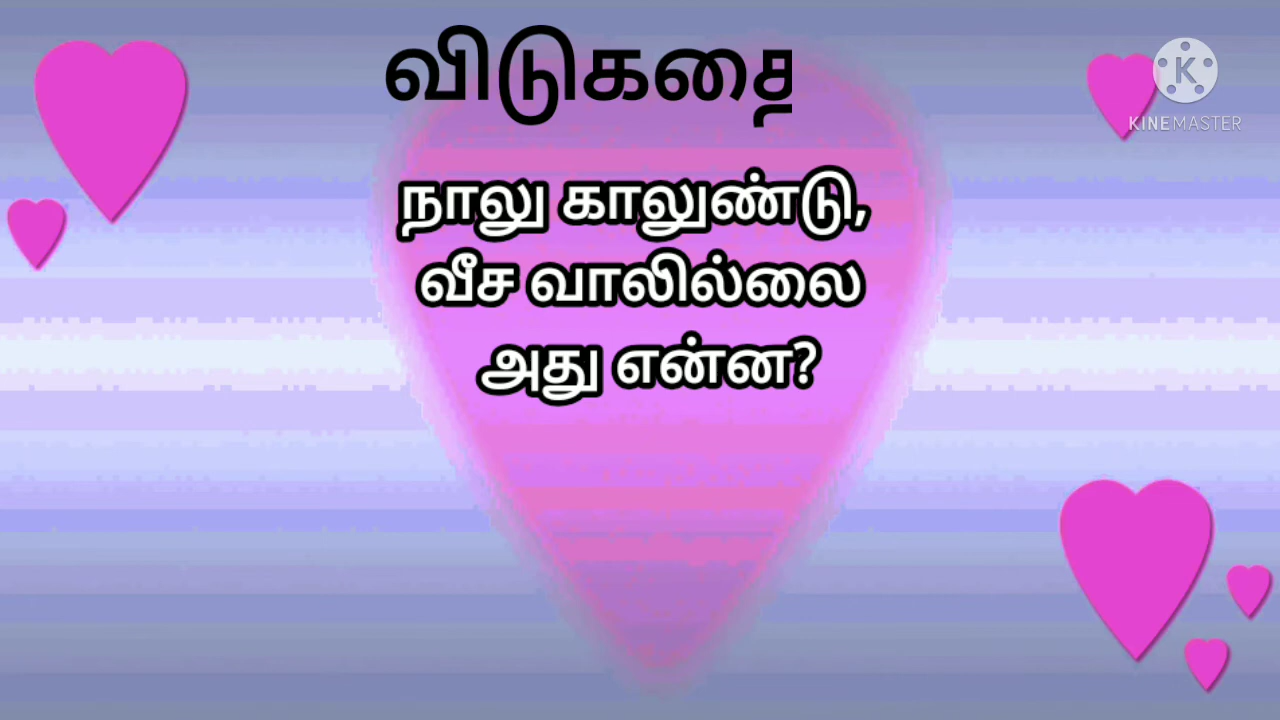 விடுகதை
நாலு காலுண்டு,
வீச வாலில்லை
அது என்ன?
K
KINEMASTER